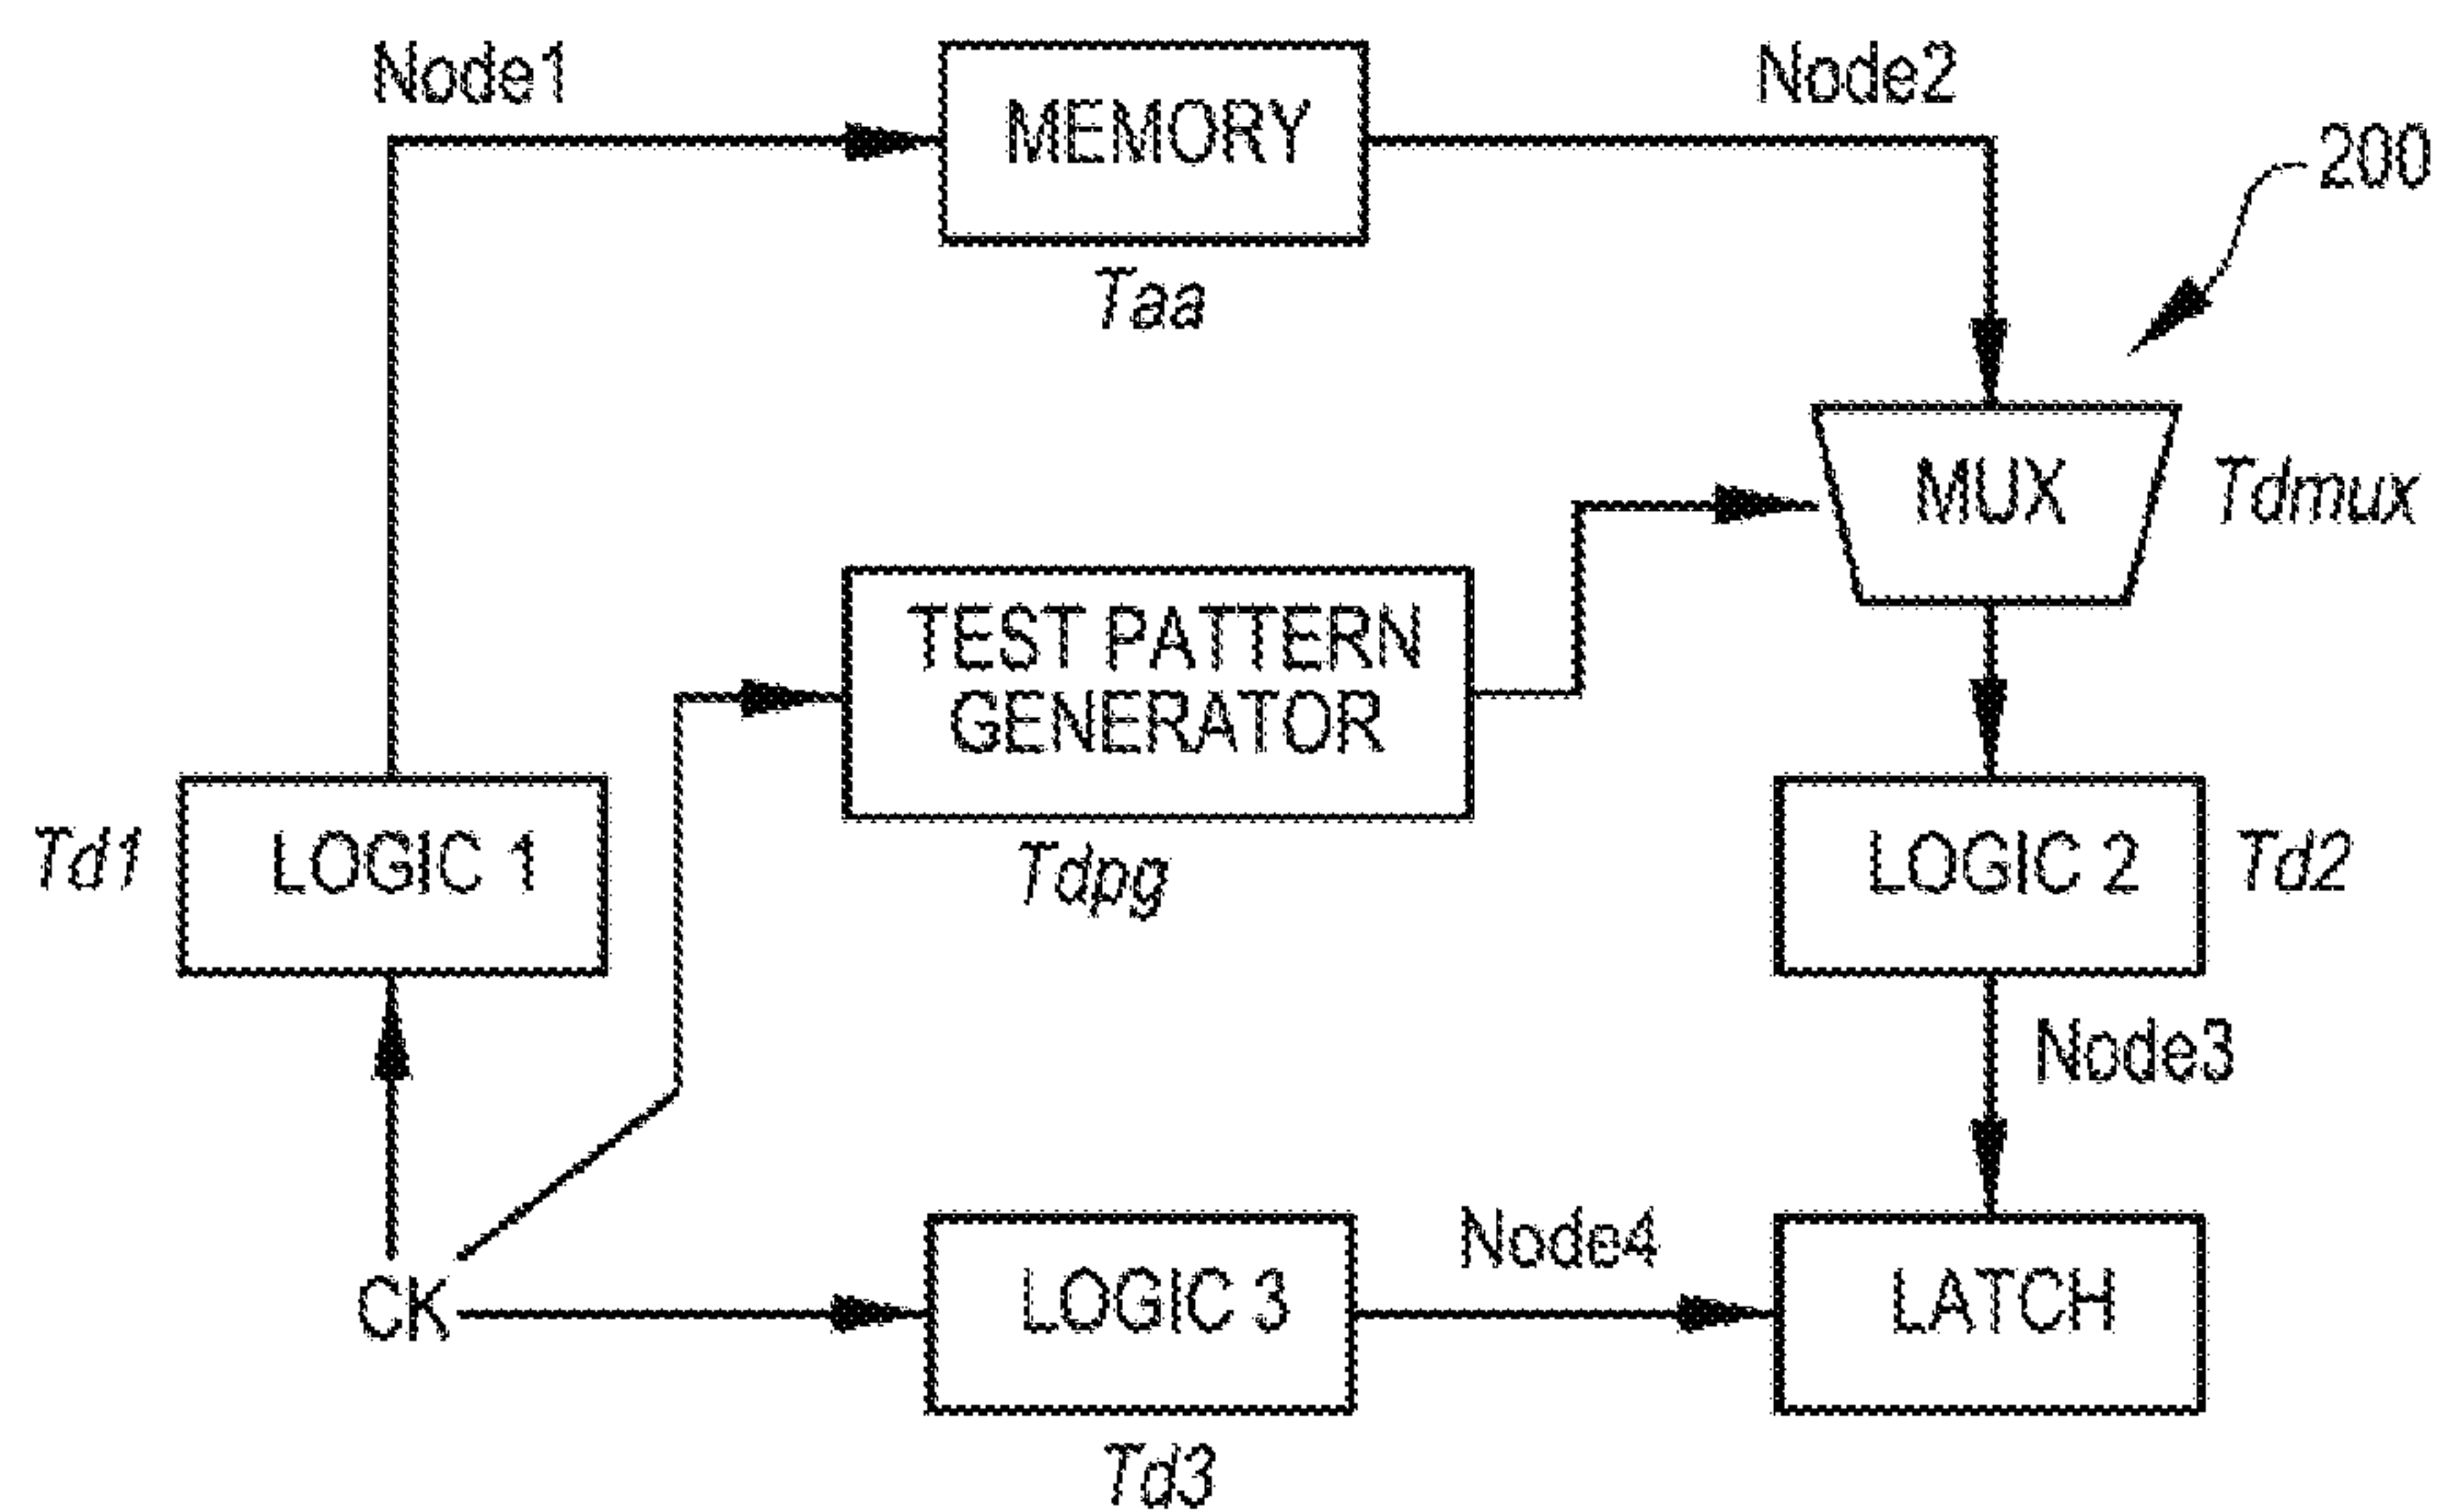 Node1
MEMORY
Node2
200
Taa
MUX
Tdmux
TEST PATTERN
GENERATOR
Tdpg
Td1
LOGIC 1
LOGIC 2
Td2
Node3
CK
LOGIC 3
Node4
LATCH
Td3